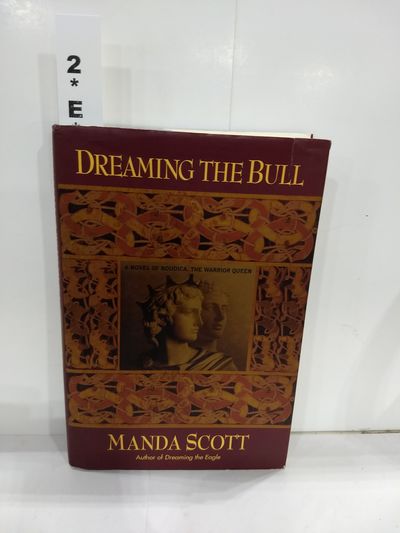 2*E*
DREAMING THE BULL
A NOVEL OF BOUDICA, THE WARRIOR QUEEN
MANDA SCOTT
Author of Dreaming the Eagle